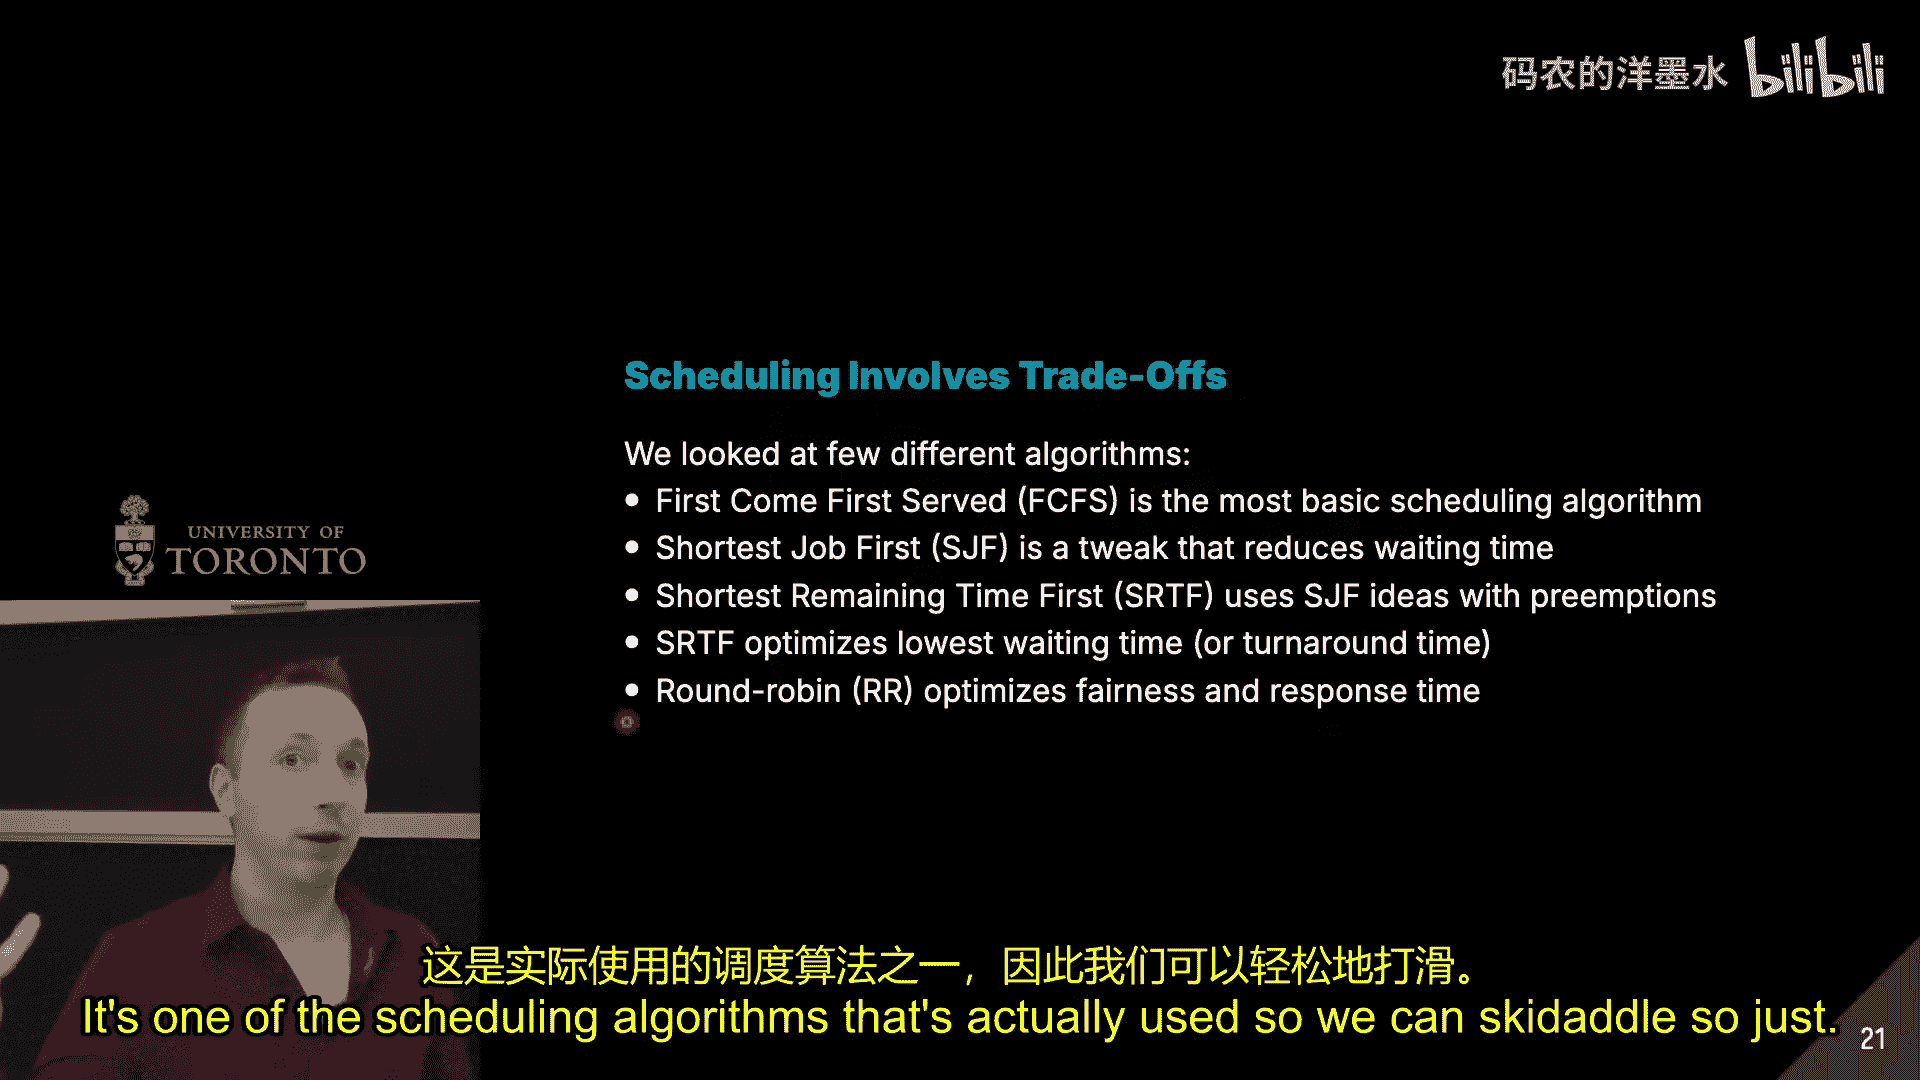 码农的洋墨水 bilibili
Scheduling Involves Trade-Offs
We looked at few different algorithms:
• First Come First Served (FCFS) is the most basic scheduling algorithm
• Shortest Job First (SJF) is a tweak that reduces waiting time
• Shortest Remaining Time First (SRTF) uses SJF ideas with preemptions
• SRTF optimizes lowest waiting time (or turnaround time)
• Round-robin (RR) optimizes fairness and response time
UNIVERSITY OF
TORONTO
这是实际使用的调度算法之一，因此我们可以轻松地打滑。
It's one of the scheduling algorithms that's actually used so we can skidaddle so just.
21